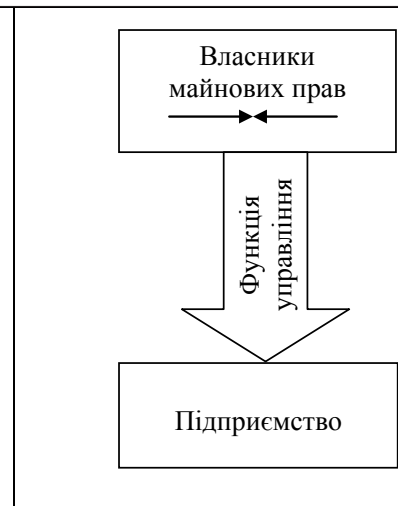 Власники
майнових прав
Функція
управління
Підприємство